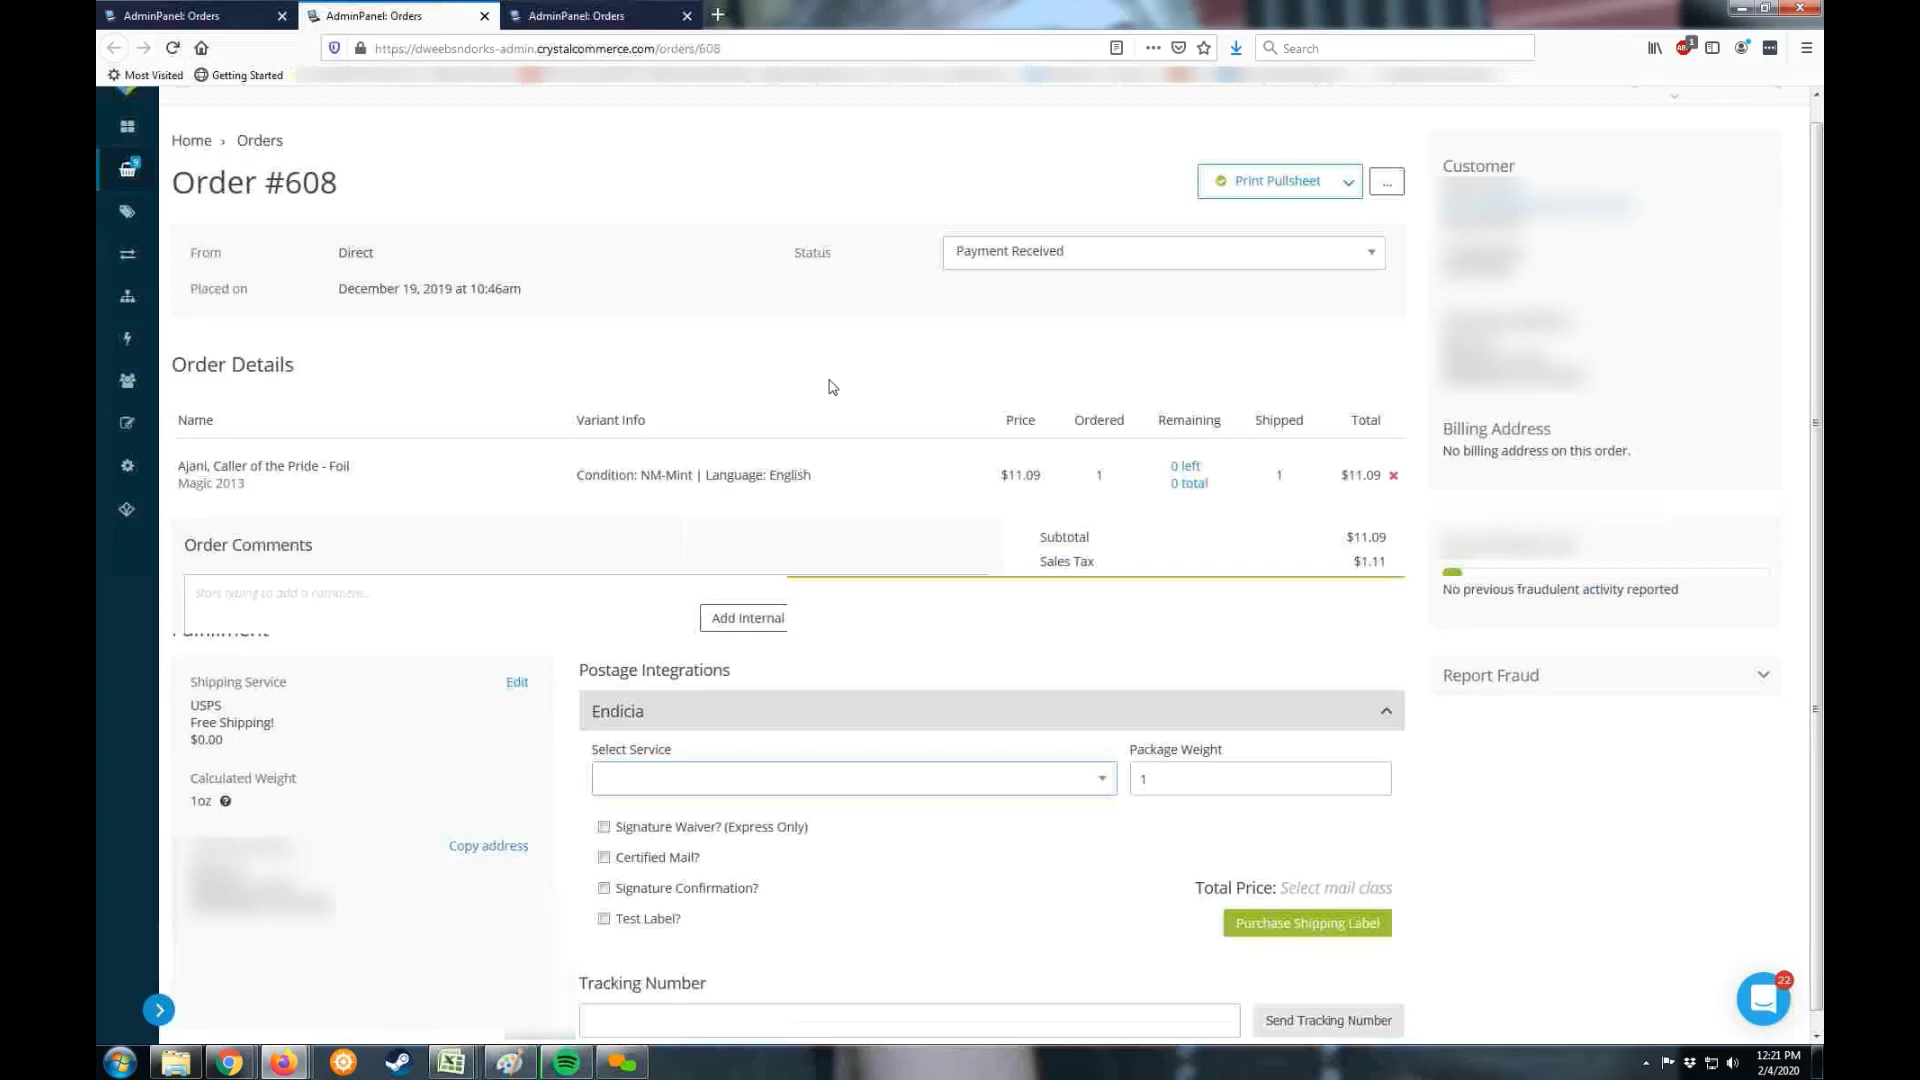 AdminPanel: Orders
AdminPanel: Orders
AdminPanel: Orders
https://dweebsndorks-admin.crystalcommerce.com/orders/608
Search
1
Most Visited
Getting Started
9
Home › Orders
Order #608
Print Pullsheet
...
From
Direct
Status
Payment Received
Placed on
December 19, 2019 at 10:46am
Order Details
Name
Variant Info
Price
Ordered
Remaining
Shipped
Total
Ajani, Caller of the Pride - Foil
Magic 2013
Condition: NM-Mint | Language: English
$11.09
1
0 left
0 total
1
$11.09
Order Comments
Start typing to add a comment...
Add Internal
Subtotal
$11.09
Sales Tax
$1.11
Fulfillment
Shipping Service
Edit
USPS
Free Shipping!
$0.00
Calculated Weight
1oz
Copy address
Postage Integrations
Endicia
Select Service
Package Weight
1
Signature Waiver? (Express Only)
Certified Mail?
Signature Confirmation?
Test Label?
Total Price: Select mail class
Purchase Shipping Label
Tracking Number
Send Tracking Number
Customer
Billing Address
No billing address on this order.
No previous fraudulent activity reported
Report Fraud
22
12:21 PM
2/4/2020